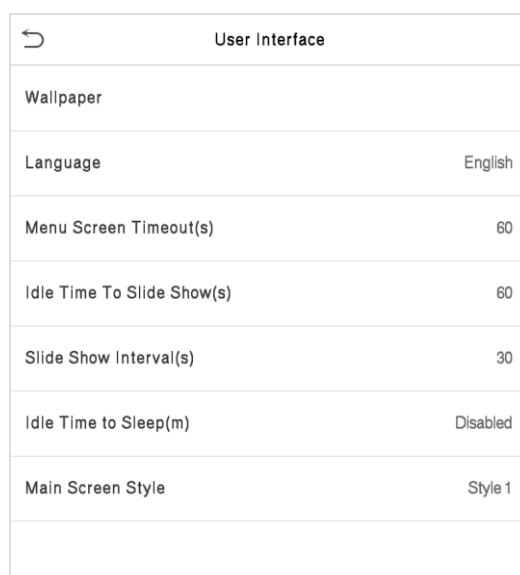 User Interface
Wallpaper
Language English
Menu Screen Timeout(s) 60
Idle Time To Slide Show(s) 60
Slide Show Interval(s) 30
Idle Time to Sleep(m) Disabled
Main Screen Style Style 1